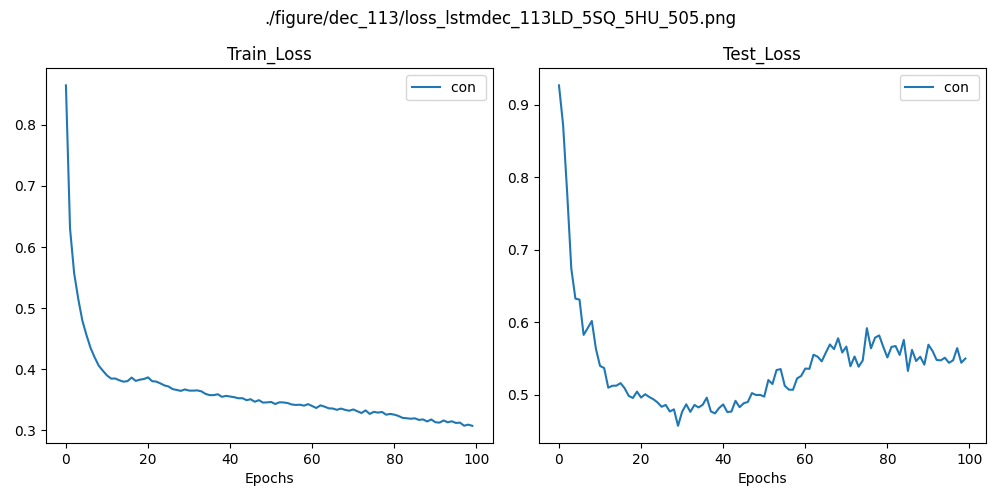 ./figure/dec_113/loss_lstmdec_113LD_5SQ_5HU_505.png
Train_Loss
con
0.8
0.7
0.6
0.5
0.4
0.3
0 20 40 60 80 100
Epochs
Test_Loss
con
0.9
0.8
0.7
0.6
0.5
0 20 40 60 80 100
Epochs